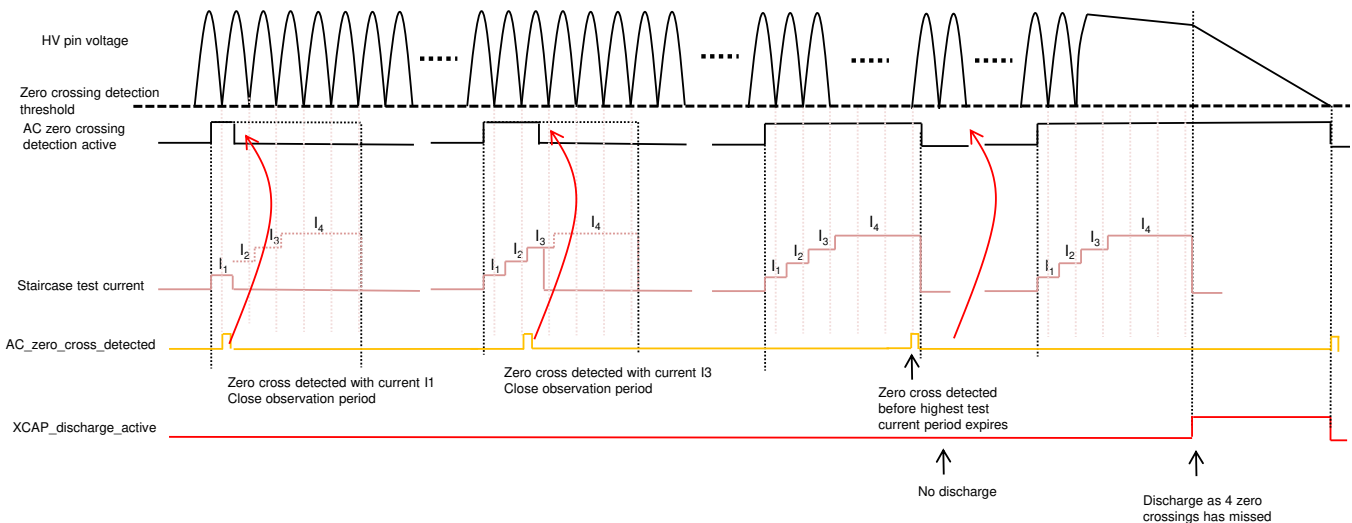 HV pin voltage
Zero crossing detection
threshold
AC zero crossing
detection active
I1
I2
I3
I4
I1
I2
I3
I4
I1
I2
I3
I4
I1
I2
I3
I4
Staircase test current
AC_zero_cross_detected
Zero cross detected with current I1
Close observation period
Zero cross detected with current I3
Close observation period
Zero cross detected
before highest test
current period expires
XCAP_discharge_active
No discharge
Discharge as 4 zero
crossings has missed